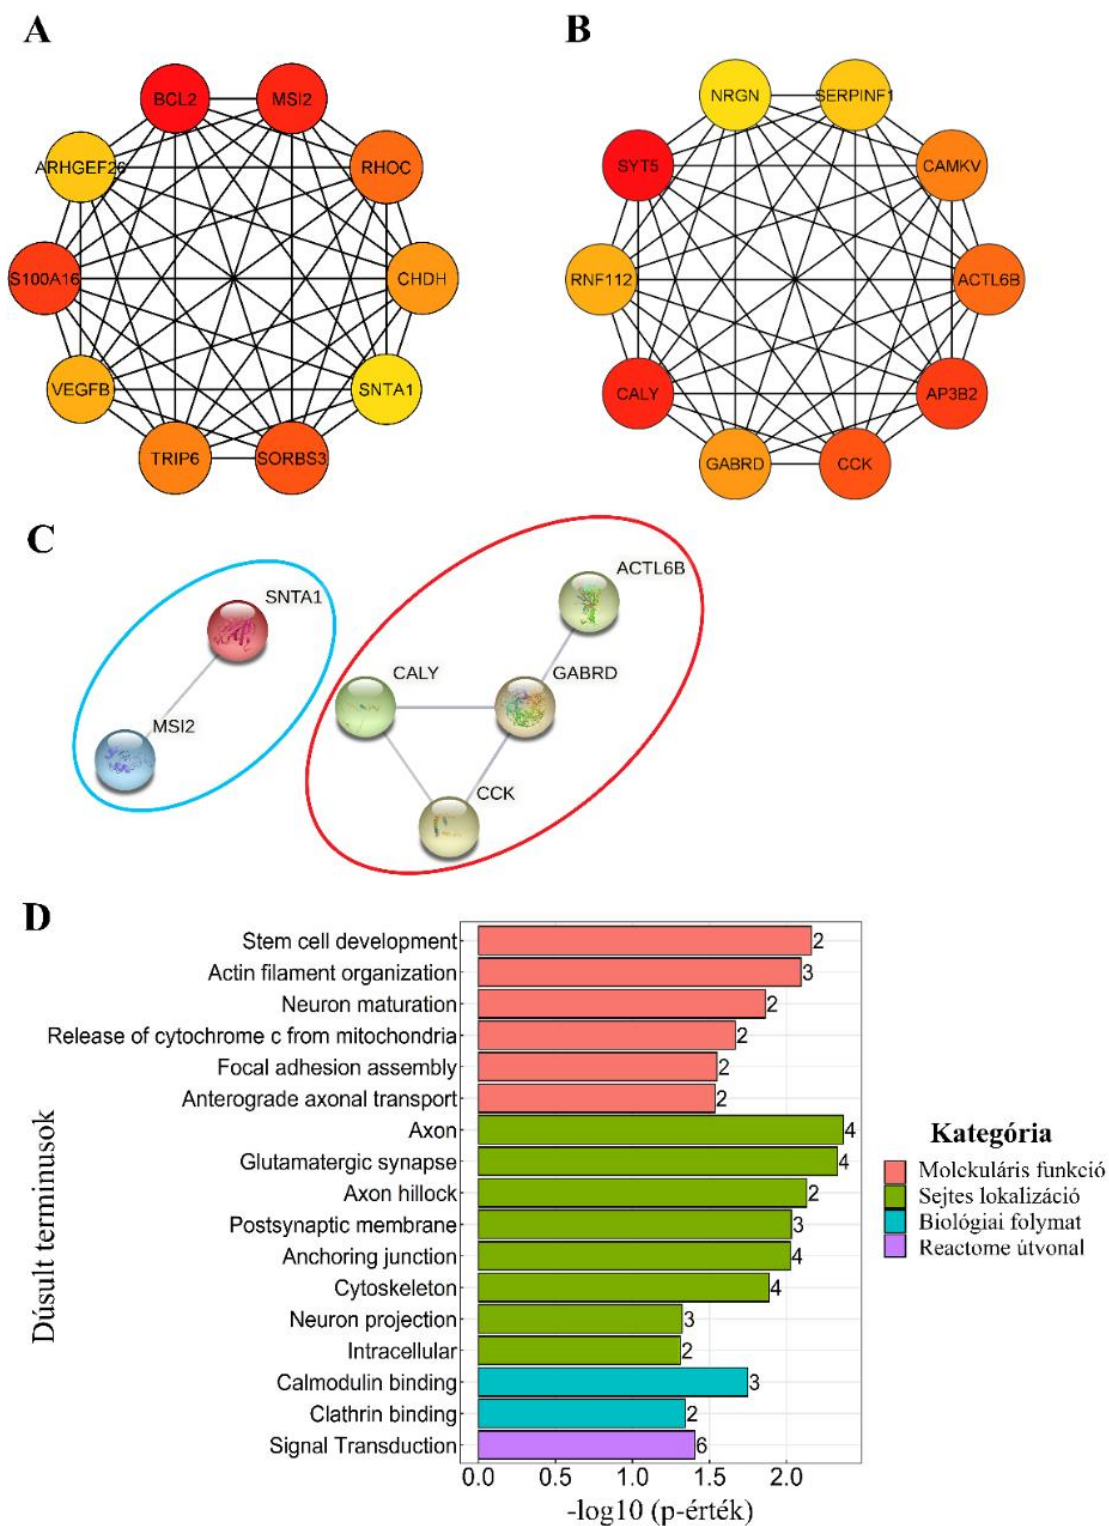 A
B
BCL2
MSI2
ARHGEF26
RHOC
S100A16
CHDH
VEGFB
SNTA1
TRIP6
SORBS3
NRGN
SERPINF1
SYT5
CAMKV
RNF112
ACTL6B
CALY
AP3B2
GABRD
CCK
C
SNTA1
MSI2
ACTL6B
CALY
GABRD
CCK
D
Dúsult terminusok
Stem cell development 2
Actin filament organization 3
Neuron maturation 2
Release of cytochrome c from mitochondria 2
Focal adhesion assembly 2
Anterograde axonal transport 2
Axon 4
Glutamatergic synapse 4
Axon hillock 2
Postsynaptic membrane 3
Anchoring junction 4
Cytoskeleton 4
Neuron projection 3
Intracellular 2
Calmodulin binding 3
Clathrin binding 2
Signal Transduction 6
0.0 0.5 1.0 1.5 2.0
-log10 (p-érték)
Kategória
Molekuláris funkció
Sejtes lokalizáció
Biológiai folymat
Reactome útvonal